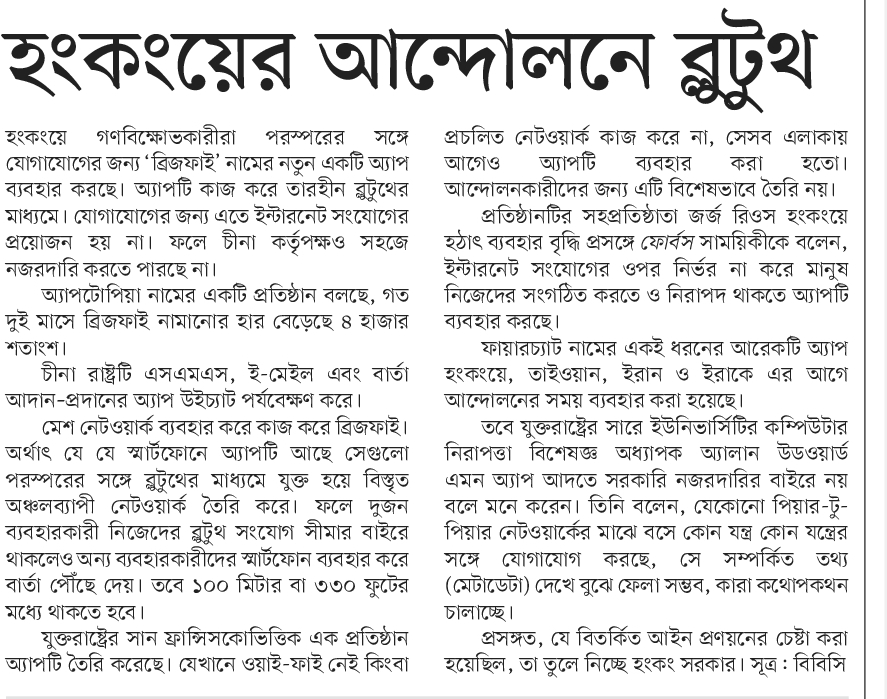 হংকংয়ের আন্দোলনে ব্লুটুথ
হংকংয়ে গণবিক্ষোভকারীরা পরস্পরের সঙ্গে
যোগাযোগের জন্য ‘ব্রিজফাই’ নামের নতুন একটি অ্যাপ
ব্যবহার করছে। অ্যাপটি কাজ করে তারহীন ব্লুটুথের
মাধ্যমে। যোগাযোগের জন্য এতে ইন্টারনেট সংযোগের
প্রয়োজন হয় না। ফলে চীনা কর্তৃপক্ষও সহজে
নজরদারি করতে পারছে না।
অ্যাপটোপিয়া নামের একটি প্রতিষ্ঠান বলছে, গত
দুই মাসে ব্রিজফাই নামানোর হার বেড়েছে ৪ হাজার
শতাংশ।
চীনা রাষ্ট্রটি এসএমএস, ই-মেইল এবং বার্তা
আদান-প্রদানের অ্যাপ উইচ্যাট পর্যবেক্ষণ করে।
মেশ নেটওয়ার্ক ব্যবহার করে কাজ করে ব্রিজফাই।
অর্থাৎ যে যে স্মার্টফোনে অ্যাপটি আছে সেগুলো
পরস্পরের সঙ্গে ব্লুটুথের মাধ্যমে যুক্ত হয়ে বিস্তৃত
অঞ্চলব্যাপী নেটওয়ার্ক তৈরি করে। ফলে দুজন
ব্যবহারকারী নিজেদের ব্লুটুথ সংযোগ সীমার বাইরে
থাকলেও অন্য ব্যবহারকারীদের স্মার্টফোন ব্যবহার করে
বার্তা পৌঁছে দেয়। তবে ১০০ মিটার বা ৩৩০ ফুটের
মধ্যে থাকতে হবে।
যুক্তরাষ্ট্রের সান ফ্রান্সিসকোভিত্তিক এক প্রতিষ্ঠান
অ্যাপটি তৈরি করেছে। যেখানে ওয়াই-ফাই নেই কিংবা
প্রচলিত নেটওয়ার্ক কাজ করে না, সেসব এলাকায়
আগেও অ্যাপটি ব্যবহার করা হতো।
আন্দোলনকারীদের জন্য এটি বিশেষভাবে তৈরি নয়।
প্রতিষ্ঠানটির সহপ্রতিষ্ঠাতা জর্জ রিওস হংকংয়ে
হঠাৎ ব্যবহার বৃদ্ধি প্রসঙ্গে ফোর্বস সাময়িকীকে বলেন,
ইন্টারনেট সংযোগের ওপর নির্ভর না করে মানুষ
নিজেদের সংগঠিত করতে ও নিরাপদ থাকতে অ্যাপটি
ব্যবহার করছে।
ফায়ারচ্যাট নামের একই ধরনের আরেকটি অ্যাপ
হংকংয়ে, তাইওয়ান, ইরান ও ইরাকে এর আগে
আন্দোলনের সময় ব্যবহার করা হয়েছে।
তবে যুক্তরাষ্ট্রের সারে ইউনিভার্সিটির কম্পিউটার
নিরাপত্তা বিশেষজ্ঞ অধ্যাপক অ্যালান উডওয়ার্ড
এমন অ্যাপ আদতে সরকারি নজরদারির বাইরে নয়
বলে মনে করেন। তিনি বলেন, যেকোনো পিয়ার-টু-
পিয়ার নেটওয়ার্কের মাঝে বসে কোন যন্ত্র কোন যন্ত্রের
সঙ্গে যোগাযোগ করছে, সে সম্পর্কিত তথ্য
(মেটাডেটা) দেখে বুঝে ফেলা সম্ভব, কারা কথোপকথন
চালাচ্ছে।
প্রসঙ্গত, যে বিতর্কিত আইন প্রণয়নের চেষ্টা করা
হয়েছিল, তা তুলে নিচ্ছে হংকং সরকার। সূত্র : বিবিসি